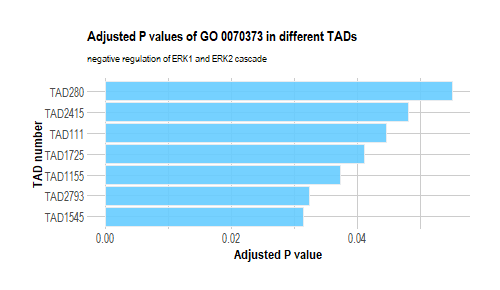 Adjusted P values of GO 0070373 in different TADs
negative regulation of ERK1 and ERK2 cascade
TAD number
TAD280
TAD2415
TAD111
TAD1725
TAD1155
TAD2793
TAD1545
0.00 0.02 0.04
Adjusted P value